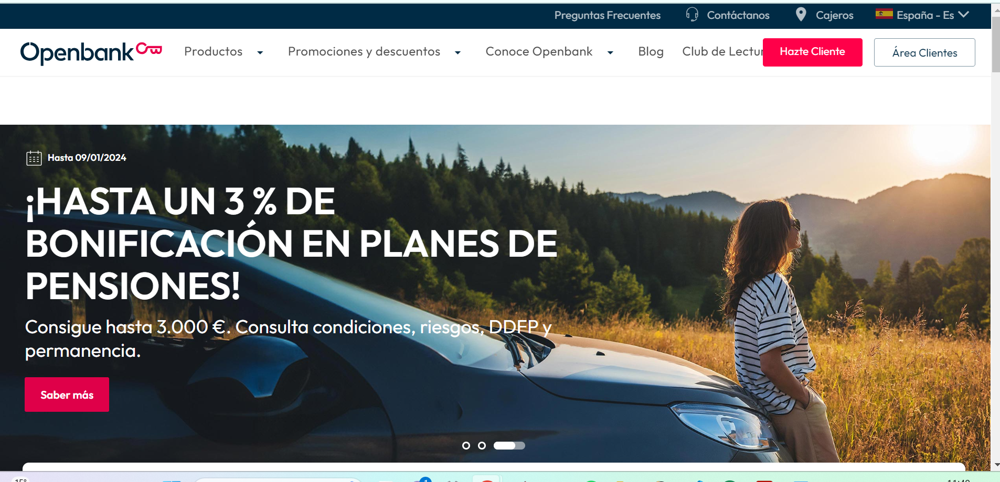 Preguntas Frecuentes
Contáctanos
Cajeros
España - Es
Openbank
Productos
Promociones y descuentos
Conoce Openbank
Blog
Club de Lectur
Hazte Cliente
Área Clientes
Hasta 09/01/2024
¡HASTA UN 3 % DE
BONIFICACIÓN EN PLANES DE
PENSIONES!
Consigue hasta 3.000 €. Consulta condiciones, riesgos, DDFP y
permanencia.
Saber más